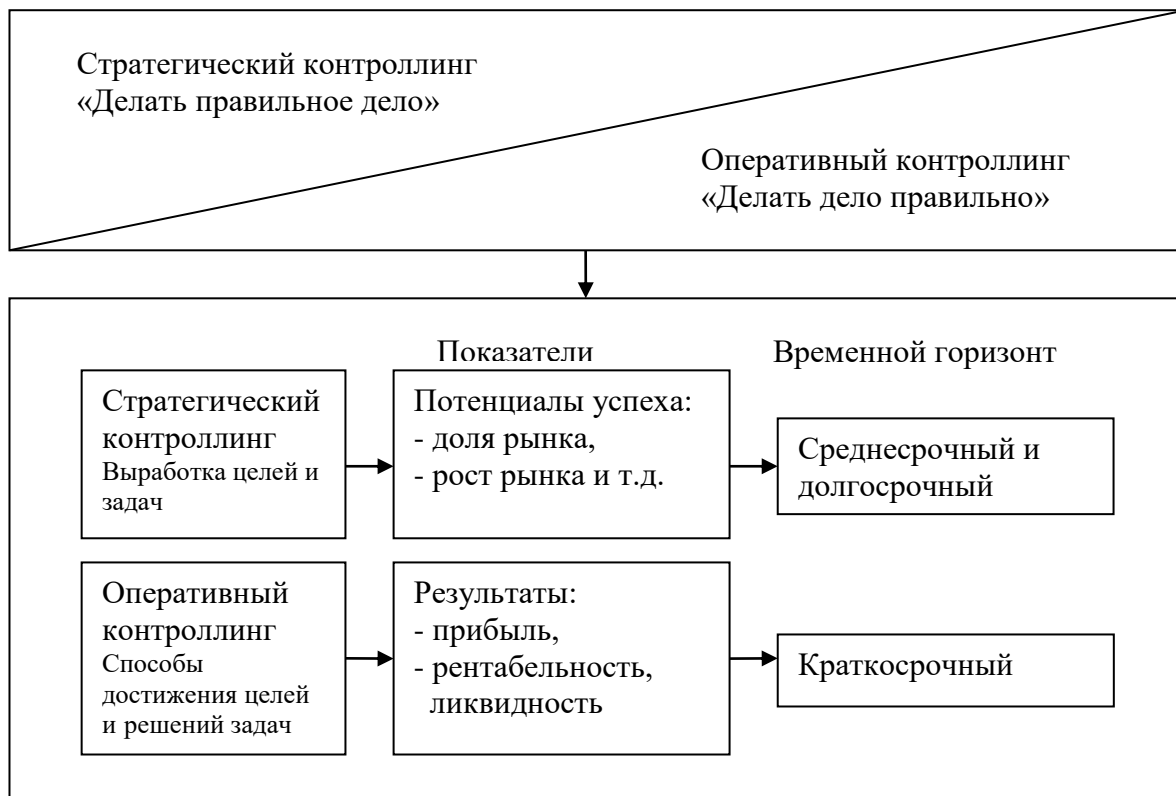 Стратегический контроллинг
«Делать правильное дело»
Оперативный контроллинг
«Делать дело правильно»
Показатели
Временной горизонт
Стратегический
контроллинг
Выработка целей и
задач
Потенциалы успеха:
- доля рынка,
- рост рынка и т.д.
Среднесрочный и
долгосрочный
Оперативный
контроллинг
Способы
достижения целей
и решений задач
Результаты:
- прибыль,
- рентабельность,
ликвидность
Краткосрочный